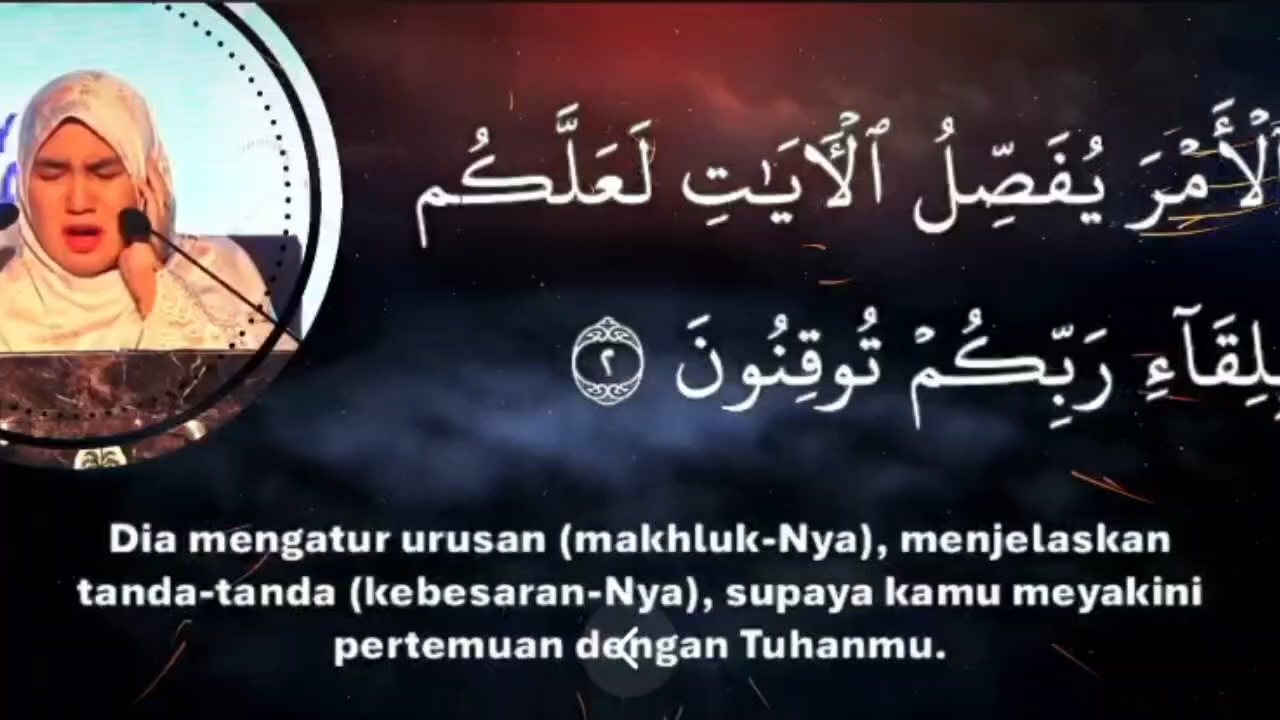 ٱلۡأَمۡرَ يُفَصِّلُ ٱلۡأٓيَٰتِ لَعَلَّكُم
بِلِقَآءِ رَبِّكُمۡ تُوقِنُونَ ٢
Dia mengatur urusan (makhluk-Nya), menjelaskan
tanda-tanda (kebesaran-Nya), supaya kamu meyakini
pertemuan dengan Tuhanmu.